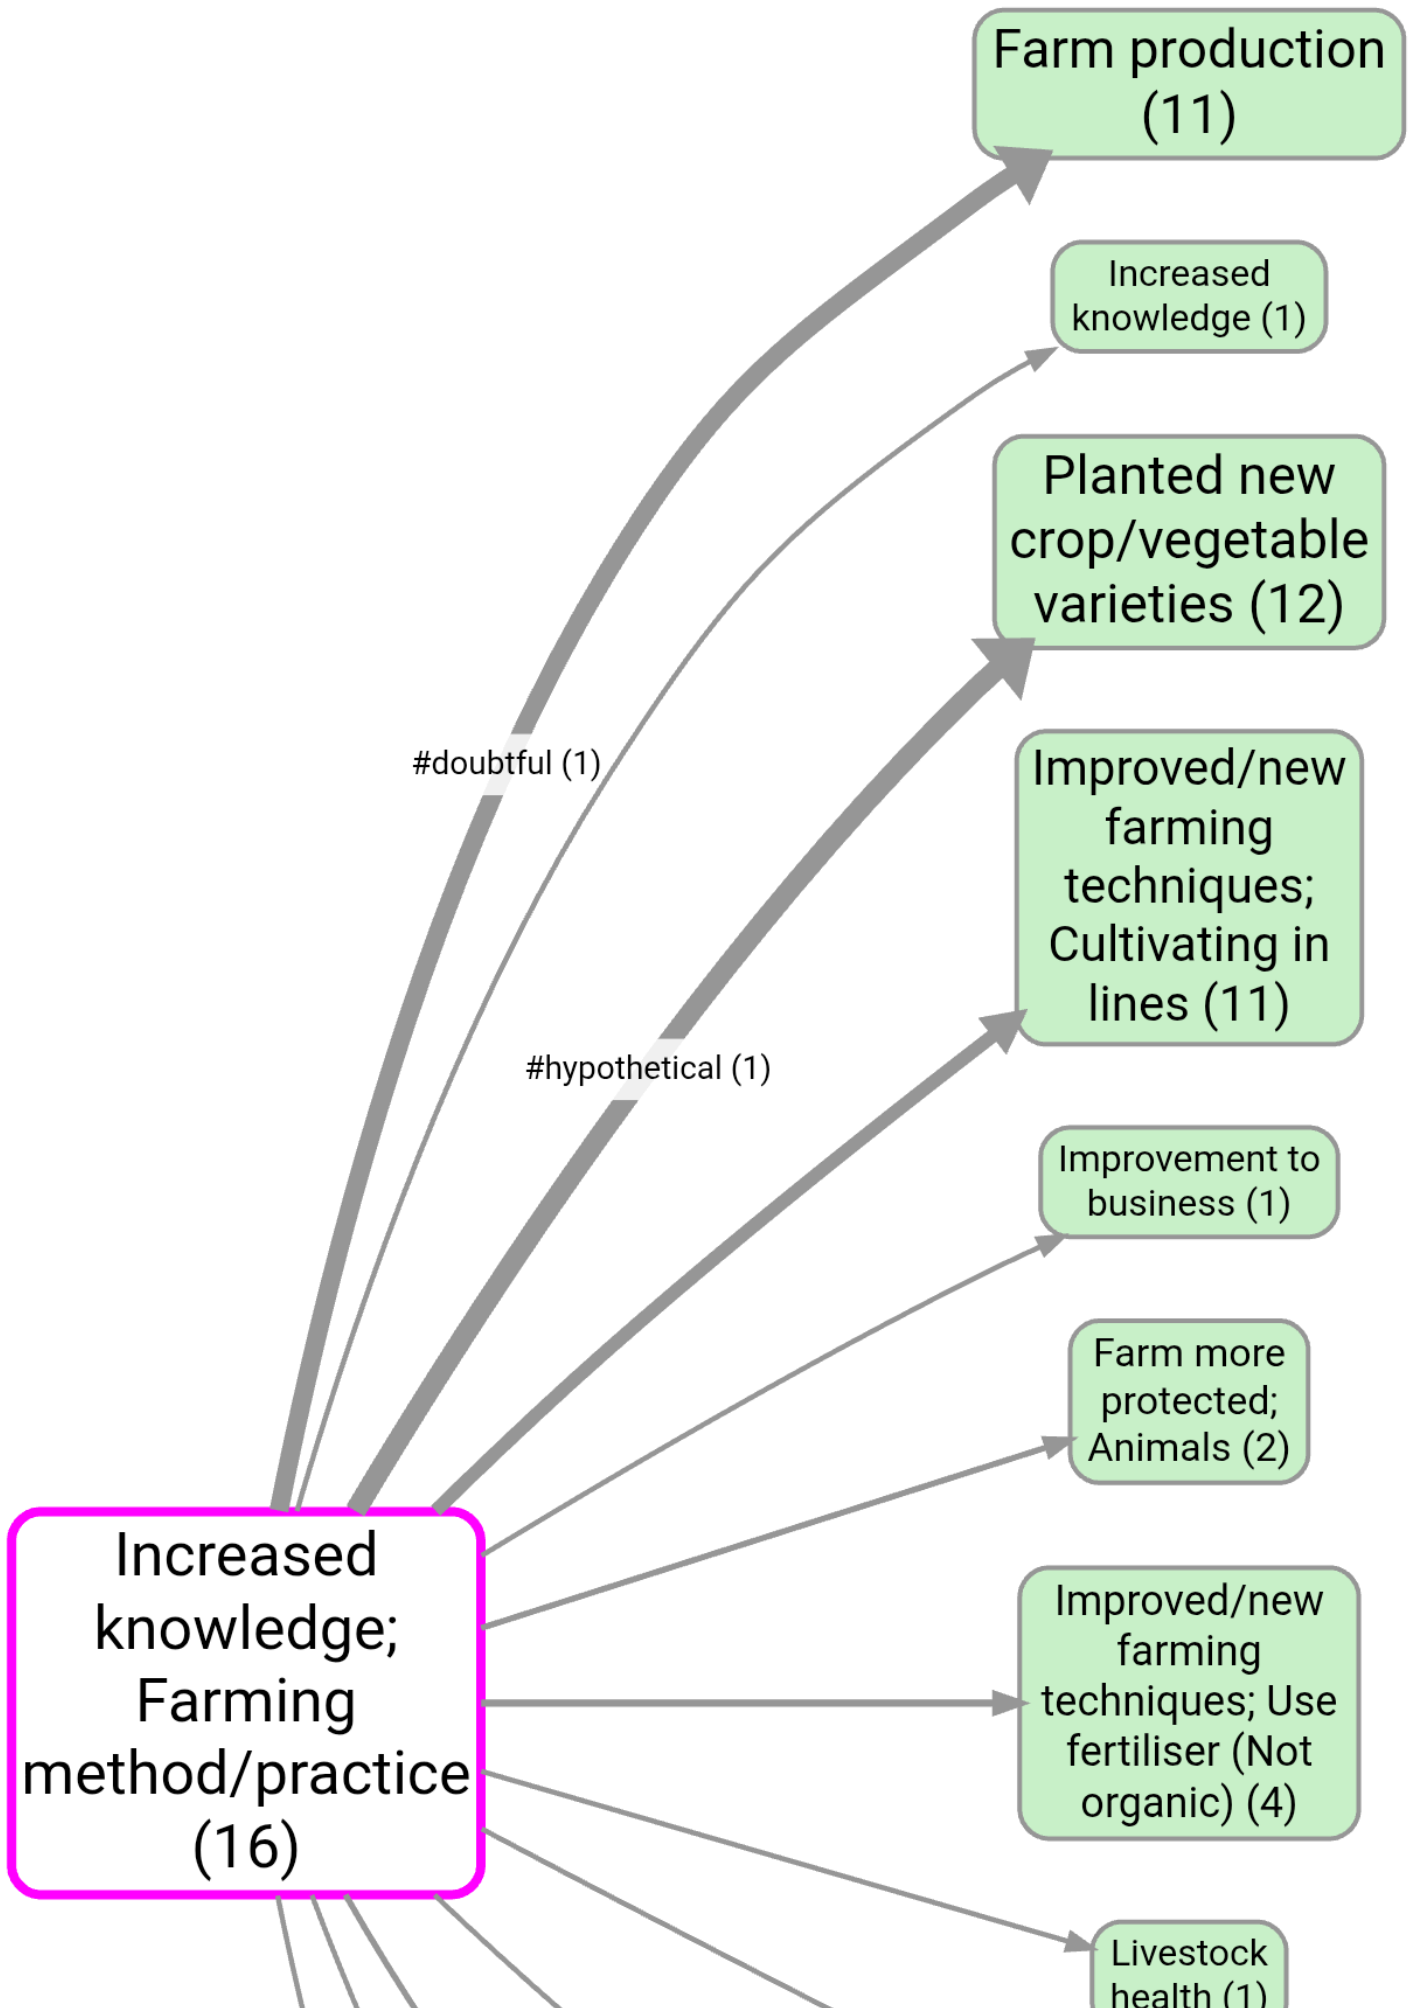 Farm production
(11)
Increased
knowledge (1)
Planted new
crop/vegetable
varieties (12)
#doubtful (1)
Improved/new
farming
techniques;
Cultivating in
lines (11)
#hypothetical (1)
Improvement to
business (1)
Farm more
protected;
Animals (2)
Increased
knowledge;
Farming
method/practice
(16)
Improved/new
farming
techniques; Use
fertiliser (Not
organic) (4)
Livestock
health (1)